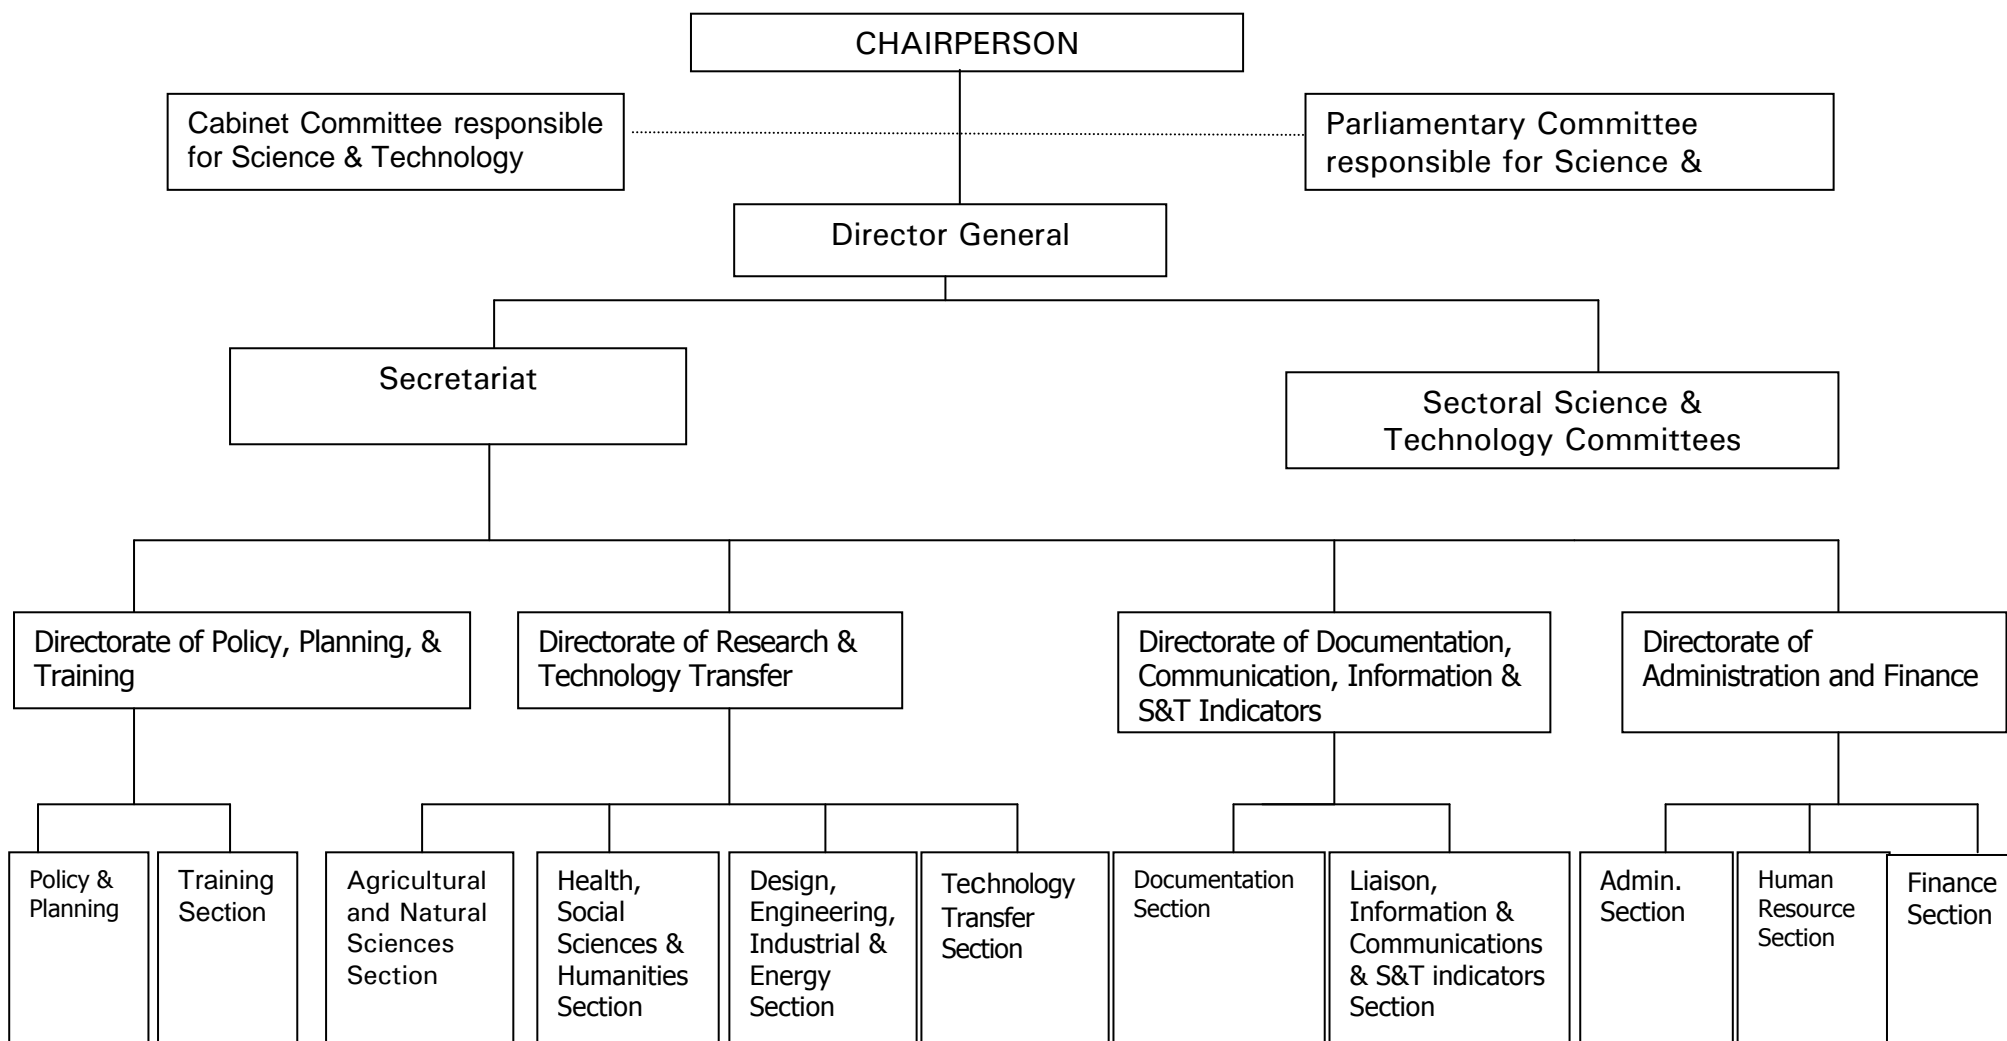 CHAIRPERSON
Cabinet Committee responsible
for Science & Technology
Parliamentary Committee
responsible for Science &
Director General
Secretariat
Sectoral Science &
Technology Committees
Directorate of Policy, Planning, &
Training
Directorate of Research &
Technology Transfer
Directorate of Documentation,
Communication, Information &
S&T Indicators
Directorate of
Administration and Finance
Policy &
Planning
Training
Section
Agricultural
and Natural
Sciences
Section
Health,
Social
Sciences &
Humanities
Section
Design,
Engineering,
Industrial &
Energy
Section
Technology
Transfer
Section
Documentation
Section
Liaison,
Information &
Communications
& S&T indicators
Section
Admin.
Section
Human
Resource
Section
Finance
Section